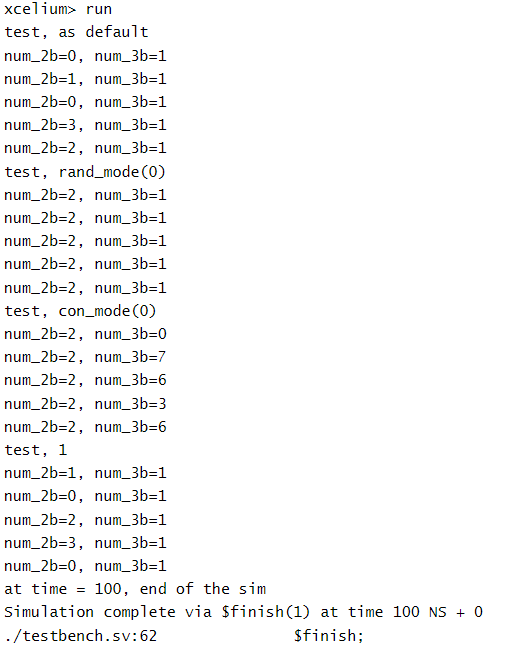 xcelium> run
test, as default
num_2b=0, num_3b=1
num_2b=1, num_3b=1
num_2b=0, num_3b=1
num_2b=3, num_3b=1
num_2b=2, num_3b=1
test, rand_mode(0)
num_2b=2, num_3b=1
num_2b=2, num_3b=1
num_2b=2, num_3b=1
num_2b=2, num_3b=1
num_2b=2, num_3b=1
test, con_mode(0)
num_2b=2, num_3b=0
num_2b=2, num_3b=7
num_2b=2, num_3b=6
num_2b=2, num_3b=3
num_2b=2, num_3b=6
test, 1
num_2b=1, num_3b=1
num_2b=0, num_3b=1
num_2b=2, num_3b=1
num_2b=3, num_3b=1
num_2b=0, num_3b=1
at time = 100, end of the sim
Simulation complete via $finish(1) at time 100 NS + 0
./testbench.sv:62               $finish;